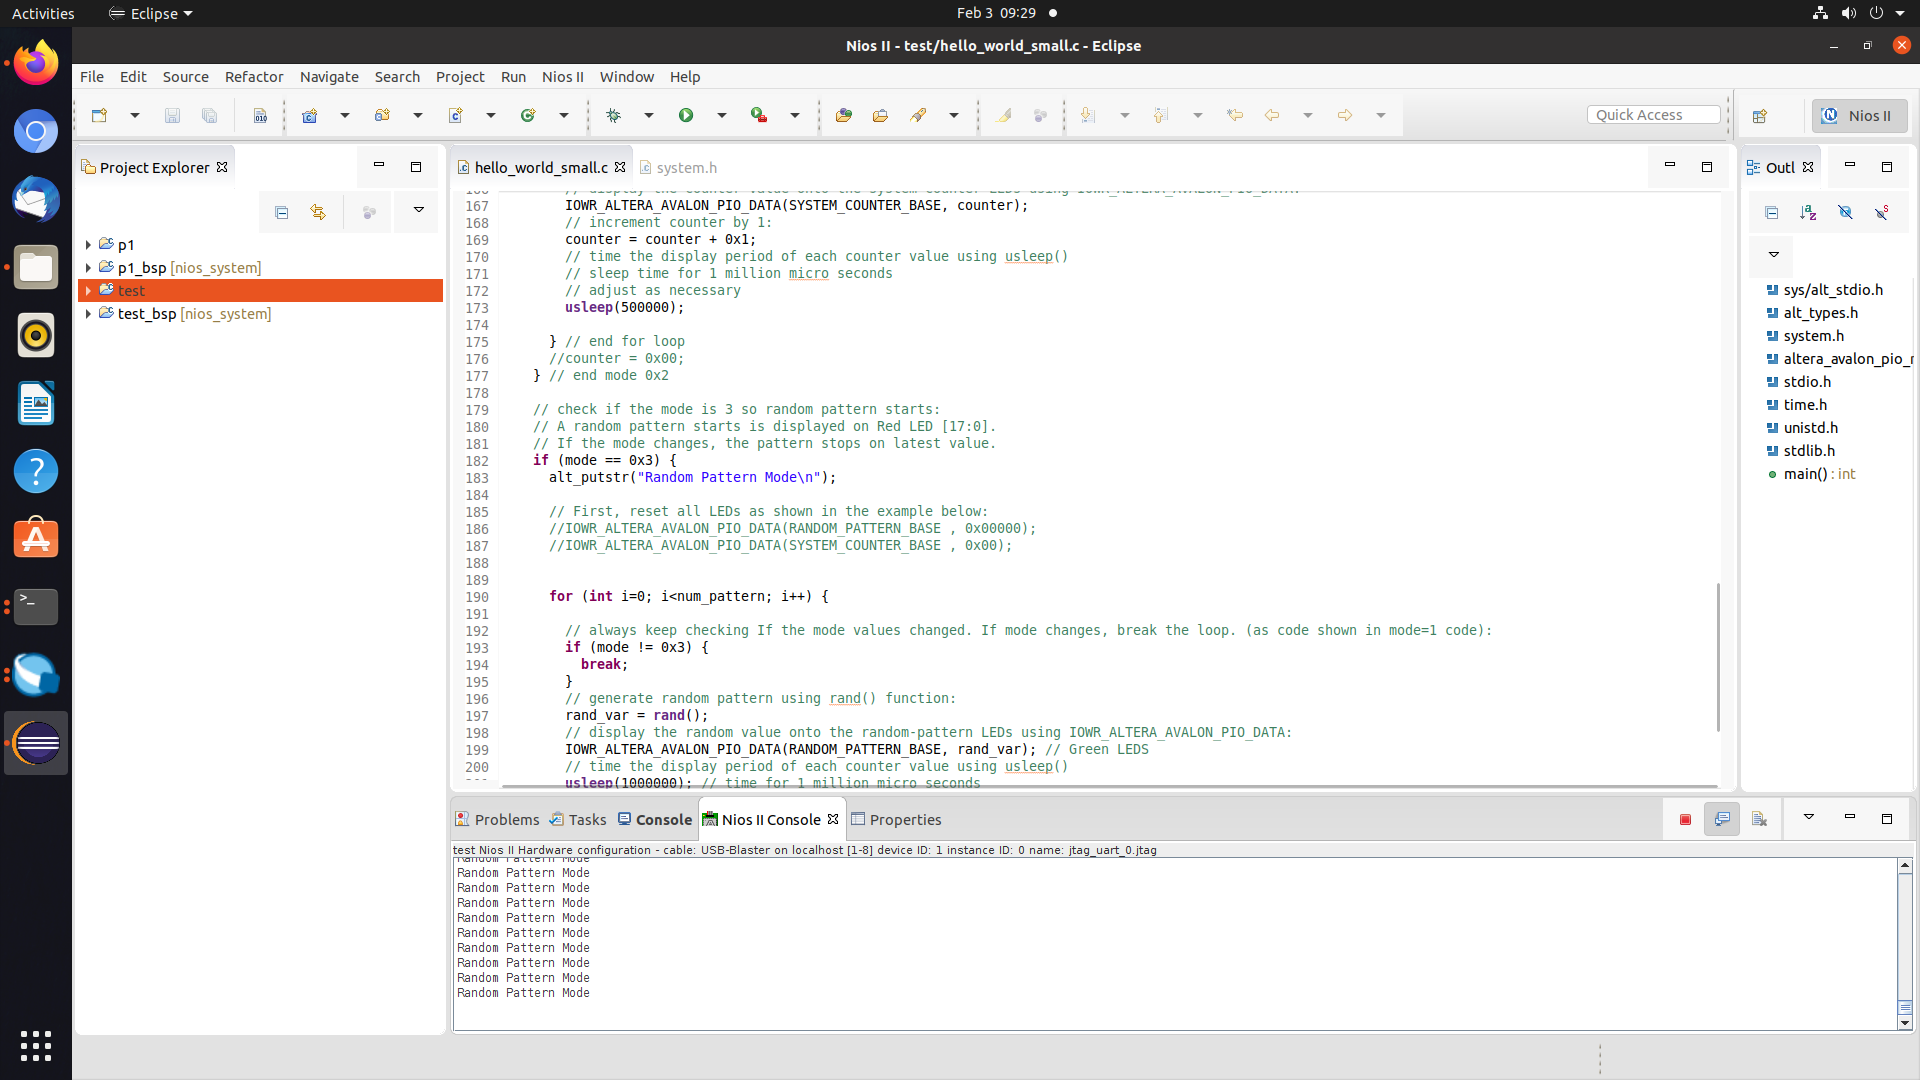 Activities
Eclipse
Feb 3 09:29
Nios II - test/hello_world_small.c - Eclipse
File Edit Source Refactor Navigate Search Project Run Nios II Window Help
Quick Access
Nios II
Project Explorer
p1
p1_bsp [nios_system]
test
test_bsp [nios_system]
hello_world_small.c
system.h
166 // display the counter value onto the system counter LEDs using IOWR_ALTERA_AVALON_PIO_DATA:
167 IOWR_ALTERA_AVALON_PIO_DATA(SYSTEM_COUNTER_BASE, counter);
168 // increment counter by 1:
169 counter = counter + 0x1;
170 // time the display period of each counter value using usleep()
171 // sleep time for 1 million micro seconds
172 // adjust as necessary
173 usleep(500000);
174
175 } // end for loop
176 //counter = 0x00;
177 } // end mode 0x2
178
179 // check if the mode is 3 so random pattern starts:
180 // A random pattern starts is displayed on Red LED [17:0].
181 // If the mode changes, the pattern stops on latest value.
182 if (mode == 0x3) {
183 alt_putstr("Random Pattern Mode\n");
184
185 // First, reset all LEDs as shown in the example below:
186 //IOWR_ALTERA_AVALON_PIO_DATA(RANDOM_PATTERN_BASE , 0x00000);
187 //IOWR_ALTERA_AVALON_PIO_DATA(SYSTEM_COUNTER_BASE , 0x00);
188
189
190 for (int i=0; i<num_pattern; i++) {
191
192 // always keep checking If the mode values changed. If mode changes, break the loop. (as code shown in mode=1 code):
193 if (mode != 0x3) {
194 break;
195 }
196 // generate random pattern using rand() function:
197 rand_var = rand();
198 // display the random value onto the random-pattern LEDs using IOWR_ALTERA_AVALON_PIO_DATA:
199 IOWR_ALTERA_AVALON_PIO_DATA(RANDOM_PATTERN_BASE, rand_var); // Green LEDS
200 // time the display period of each counter value using usleep()
usleep(1000000); // time for 1 million micro seconds
Outl
sys/alt_stdio.h
alt_types.h
system.h
altera_avalon_pio_r
stdio.h
time.h
unistd.h
stdlib.h
main() : int
Problems Tasks Console Nios II Console Properties
test Nios II Hardware configuration - cable: USB-Blaster on localhost [1-8] device ID: 1 instance ID: 0 name: jtag_uart_0.jtag
Random Pattern Mode
Random Pattern Mode
Random Pattern Mode
Random Pattern Mode
Random Pattern Mode
Random Pattern Mode
Random Pattern Mode
Random Pattern Mode
Random Pattern Mode
Random Pattern Mode